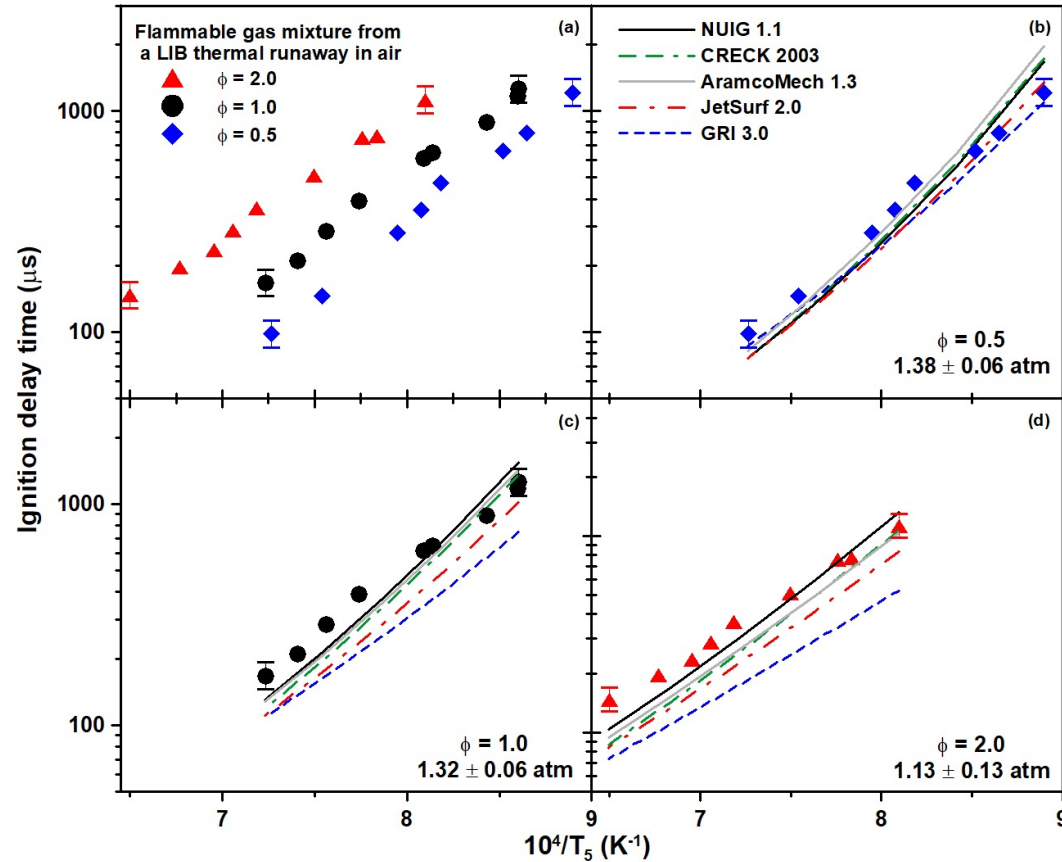 Flammable gas mixture from
a LIB thermal runaway in air
ϕ = 2.0
ϕ = 1.0
ϕ = 0.5
(a)
1000
100
NUIG 1.1
CRECK 2003
AramcoMech 1.3
JetSurf 2.0
GRI 3.0
(b)
ϕ = 0.5
1.38 ± 0.06 atm
(c)
1000
100
ϕ = 1.0
1.32 ± 0.06 atm
(d)
ϕ = 2.0
1.13 ± 0.13 atm
7 8 9 7 8 9
Ignition delay time (μs)
10⁴/T₅ (K⁻¹)